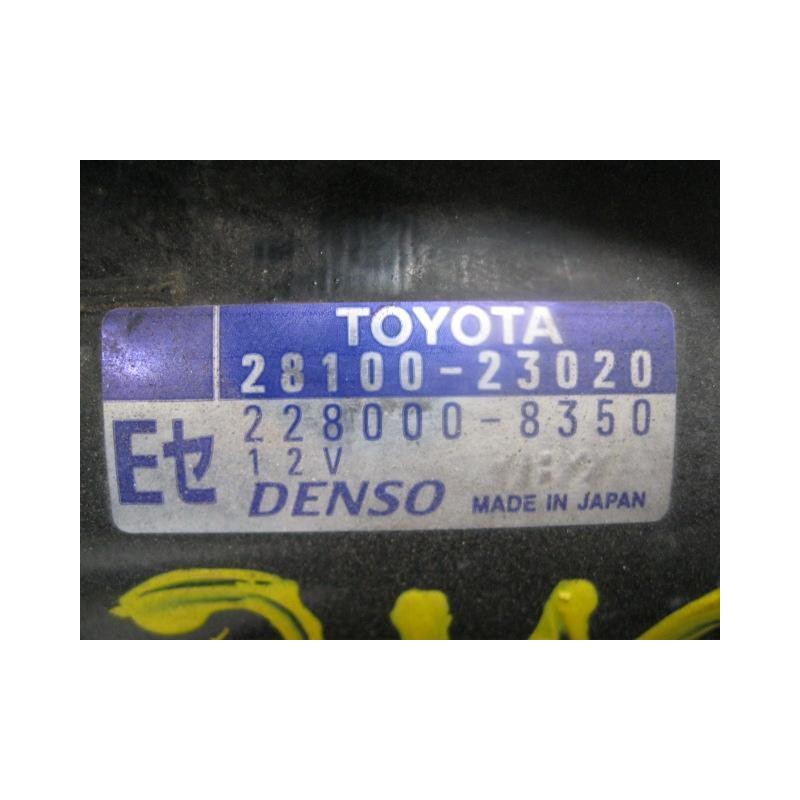 TOYOTA
28100-23020
228000-8350
12V
Eセ
DENSO MADE IN JAPAN